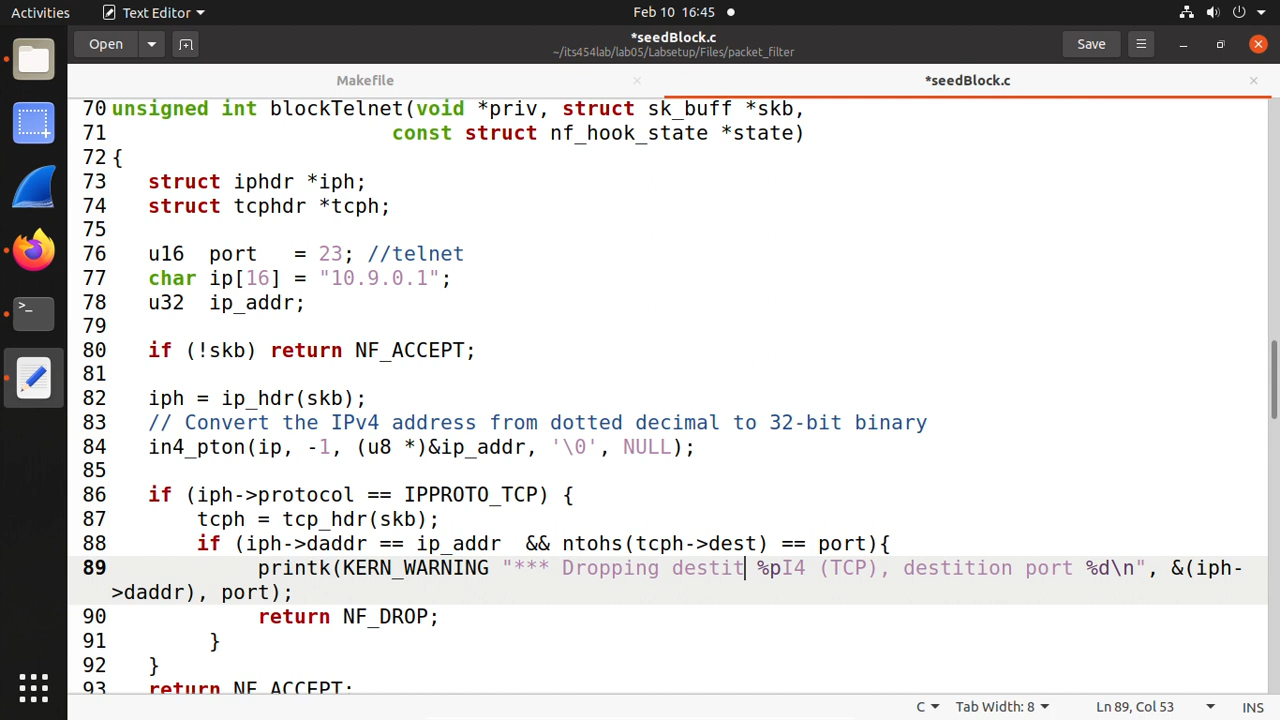 Activities Text Editor Feb 10 16:45
Open *seedBlock.c ~/its454lab/lab05/Labsetup/Files/packet_filter Save
Makefile *seedBlock.c
70 unsigned int blockTelnet(void *priv, struct sk_buff *skb,
71                        const struct nf_hook_state *state)
72 {
73    struct iphdr *iph;
74    struct tcphdr *tcph;
75
76    u16  port   = 23; //telnet
77    char ip[16] = "10.9.0.1";
78    u32  ip_addr;
79
80    if (!skb) return NF_ACCEPT;
81
82    iph = ip_hdr(skb);
83    // Convert the IPv4 address from dotted decimal to 32-bit binary
84    in4_pton(ip, -1, (u8 *)&ip_addr, '\0', NULL);
85
86    if (iph->protocol == IPPROTO_TCP) {
87        tcph = tcp_hdr(skb);
88        if (iph->daddr == ip_addr  && ntohs(tcph->dest) == port){
89             printk(KERN_WARNING "*** Dropping destit %pI4 (TCP), destition port %d\n", &(iph-
>daddr), port);
90             return NF_DROP;
91         }
92    }
93    return NF_ACCEPT;
C Tab Width: 8 Ln 89, Col 53 INS